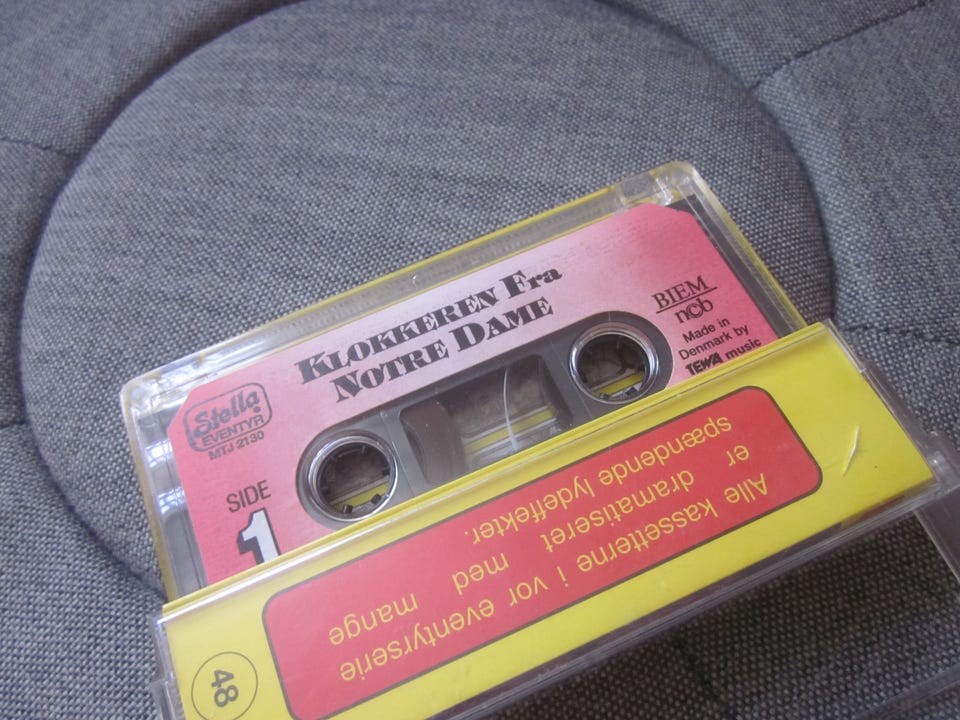 KLOKKEREN FRA
NOTRE DAME
Stella
EVENTYR
MTJ 2130
SIDE
1
BIEM
ncb
Made in
Denmark by
TEWA music
Alle kassetterne i vor eventyrserie
er dramatiseret med mange
spændende lydeffekter.
48